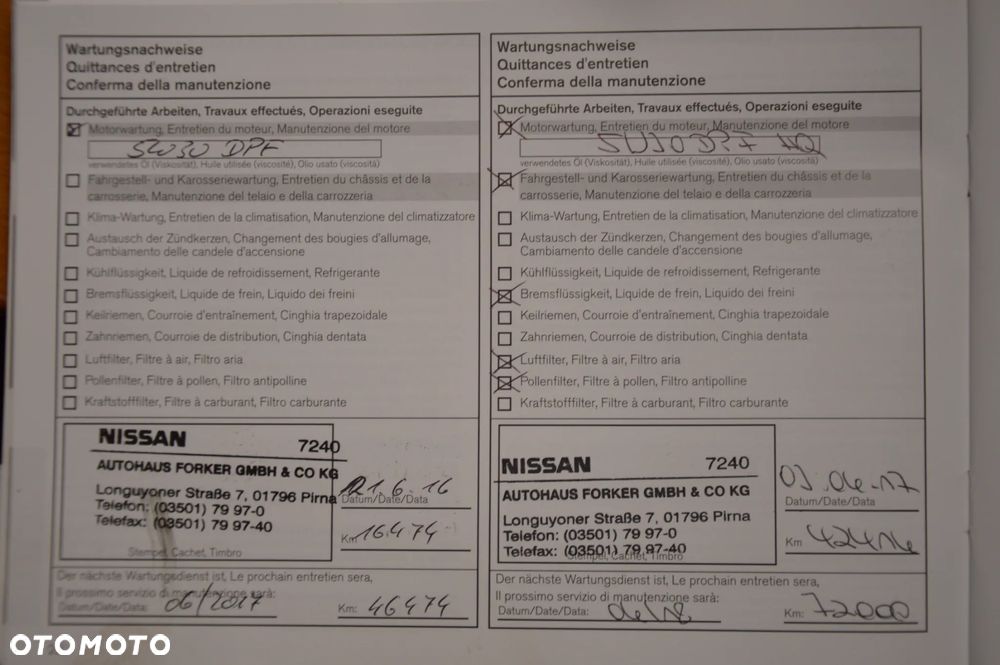 Wartungsnachweise
Quittances d'entretien
Conferma della manutenzione
Durchgeführte Arbeiten, Travaux effectués, Operazioni eseguite
Motorwartung, Entretien du moteur, Manutenzione del motore
5W30 DPF
verwendetes Öl (Viskosität), Huile utilisée (viscosité), Olio usato (viscosità)
Fahrgestell- und Karosseriewartung, Entretien du châssis et de la
carrosserie, Manutenzione del telaio e della carrozzeria
Klima-Wartung, Entretien de la climatisation, Manutenzione del climatizzatore
Austausch der Zündkerzen, Changement des bougies d'allumage,
Cambiamento delle candele d'accensione
Kühlflüssigkeit, Liquide de refroidissement, Refrigerante
Bremsflüssigkeit, Liquide de frein, Liquido dei freini
Keilriemen, Courroie d'entraînement, Cinghia trapezoidale
Zahnriemen, Courroie de distribution, Cinghia dentata
Luftfilter, Filtre à air, Filtro aria
Pollenfilter, Filtre à pollen, Filtro antipolline
Kraftstofffilter, Filtre à carburant, Filtro carburante
NISSAN 7240
AUTOHAUS FORKER GMBH & CO KG
Longuyoner Straße 7, 01796 Pirna
Telefon: (03501) 79 97-0
Telefax: (03501) 79 97-40
Stempel, Cachet, Timbro
21.6.16
Datum/Date/Data
Km 16474
Der nächste Wartungsdienst ist, Le prochain entretien sera,
Il prossimo servizio di manutenzione sarà:
Datum/Date/Data: 06/2017 Km: 46474
Wartungsnachweise
Quittances d'entretien
Conferma della manutenzione
Durchgeführte Arbeiten, Travaux effectués, Operazioni eseguite
Motorwartung, Entretien du moteur, Manutenzione del motore
5W30 DPF
verwendetes Öl (Viskosität), Huile utilisée (viscosité), Olio usato (viscosità)
Fahrgestell- und Karosseriewartung, Entretien du châssis et de la
carrosserie, Manutenzione del telaio e della carrozzeria
Klima-Wartung, Entretien de la climatisation, Manutenzione del climatizzatore
Austausch der Zündkerzen, Changement des bougies d'allumage,
Cambiamento delle candele d'accensione
Kühlflüssigkeit, Liquide de refroidissement, Refrigerante
Bremsflüssigkeit, Liquide de frein, Liquido dei freini
Keilriemen, Courroie d'entraînement, Cinghia trapezoidale
Zahnriemen, Courroie de distribution, Cinghia dentata
Luftfilter, Filtre à air, Filtro aria
Pollenfilter, Filtre à pollen, Filtro antipolline
Kraftstofffilter, Filtre à carburant, Filtro carburante
NISSAN 7240
AUTOHAUS FORKER GMBH & CO KG
Longuyoner Straße 7, 01796 Pirna
Telefon: (03501) 79 97-0
Telefax: (03501) 79 97-40
Stempel, Cachet, Timbro
Datum/Date/Data
Km
Der nächste Wartungsdienst ist, Le prochain entretien sera,
Il prossimo servizio di manutenzione sarà:
Datum/Date/Data: Km: 72000
OTOMOTO